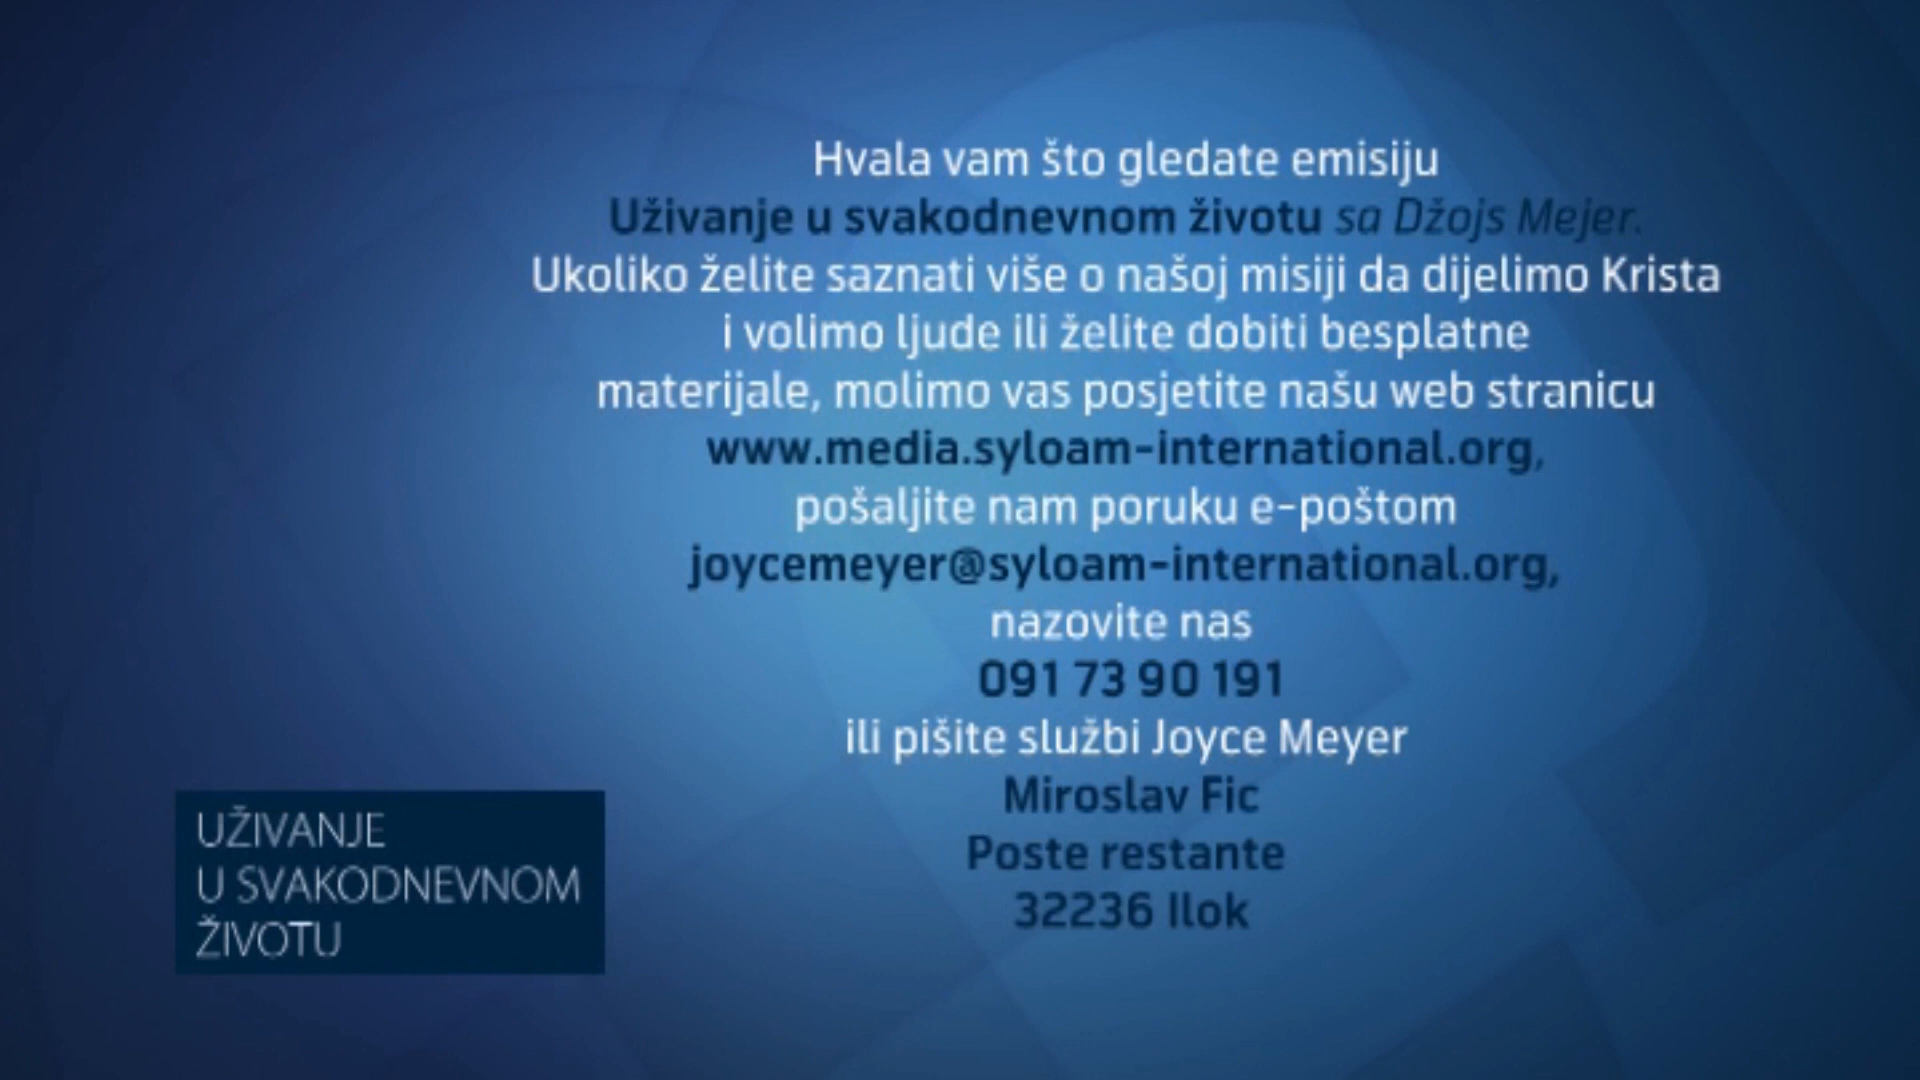 Hvala vam što gledate emisiju
Uživanje u svakodnevnom životu sa Džojs Mejer.
Ukoliko želite saznati više o našoj misiji da dijelimo Krista
i volimo ljude ili želite dobiti besplatne
materijale, molimo vas posjetite našu web stranicu
www.media.syloam-international.org,
pošaljite nam poruku e-poštom
joycemeyer@syloam-international.org,
nazovite nas
091 73 90 191
ili pišite službi Joyce Meyer
Miroslav Fic
Poste restante
32236 Ilok
UŽIVANJE
U SVAKODNEVNOM
ŽIVOTU